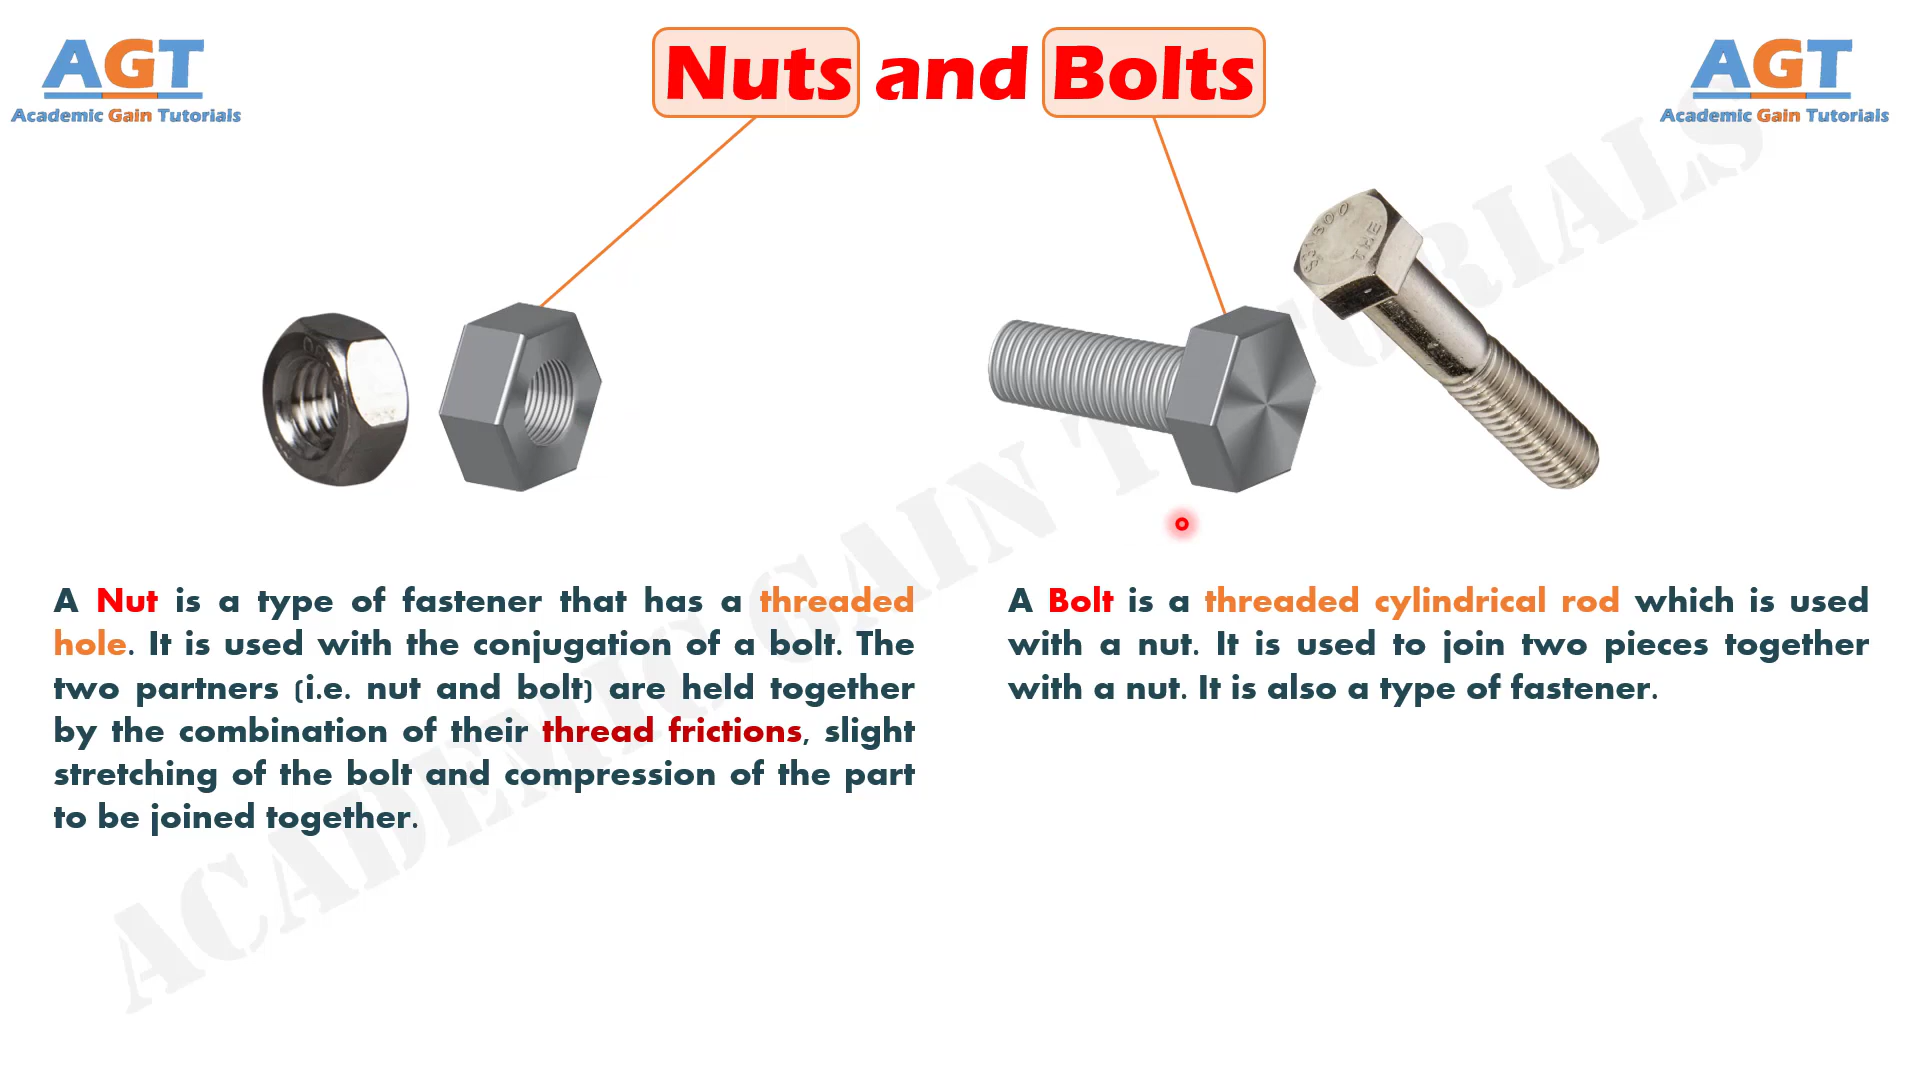 AGT
Academic Gain Tutorials
Nuts and Bolts
AGT
Academic Gain Tutorials
A Nut is a type of fastener that has a threaded
hole. It is used with the conjugation of a bolt. The
two partners (i.e. nut and bolt) are held together
by the combination of their thread frictions, slight
stretching of the bolt and compression of the part
to be joined together.
A Bolt is a threaded cylindrical rod which is used
with a nut. It is used to join two pieces together
with a nut. It is also a type of fastener.
ACADEMIC GAIN TUTORIALS
THE